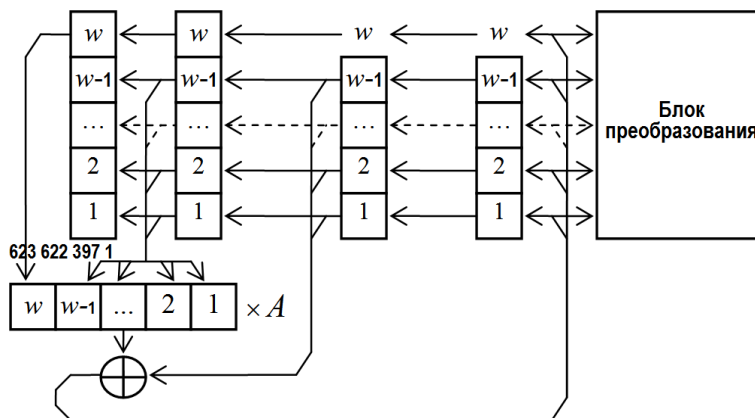 w w w w
w-1 w-1 w-1 w-1
Блок
преобразования
... ... ... ...
2 2 2 2
1 1 1 1
623 622 397 1
w w-1 ... 2 1 × A